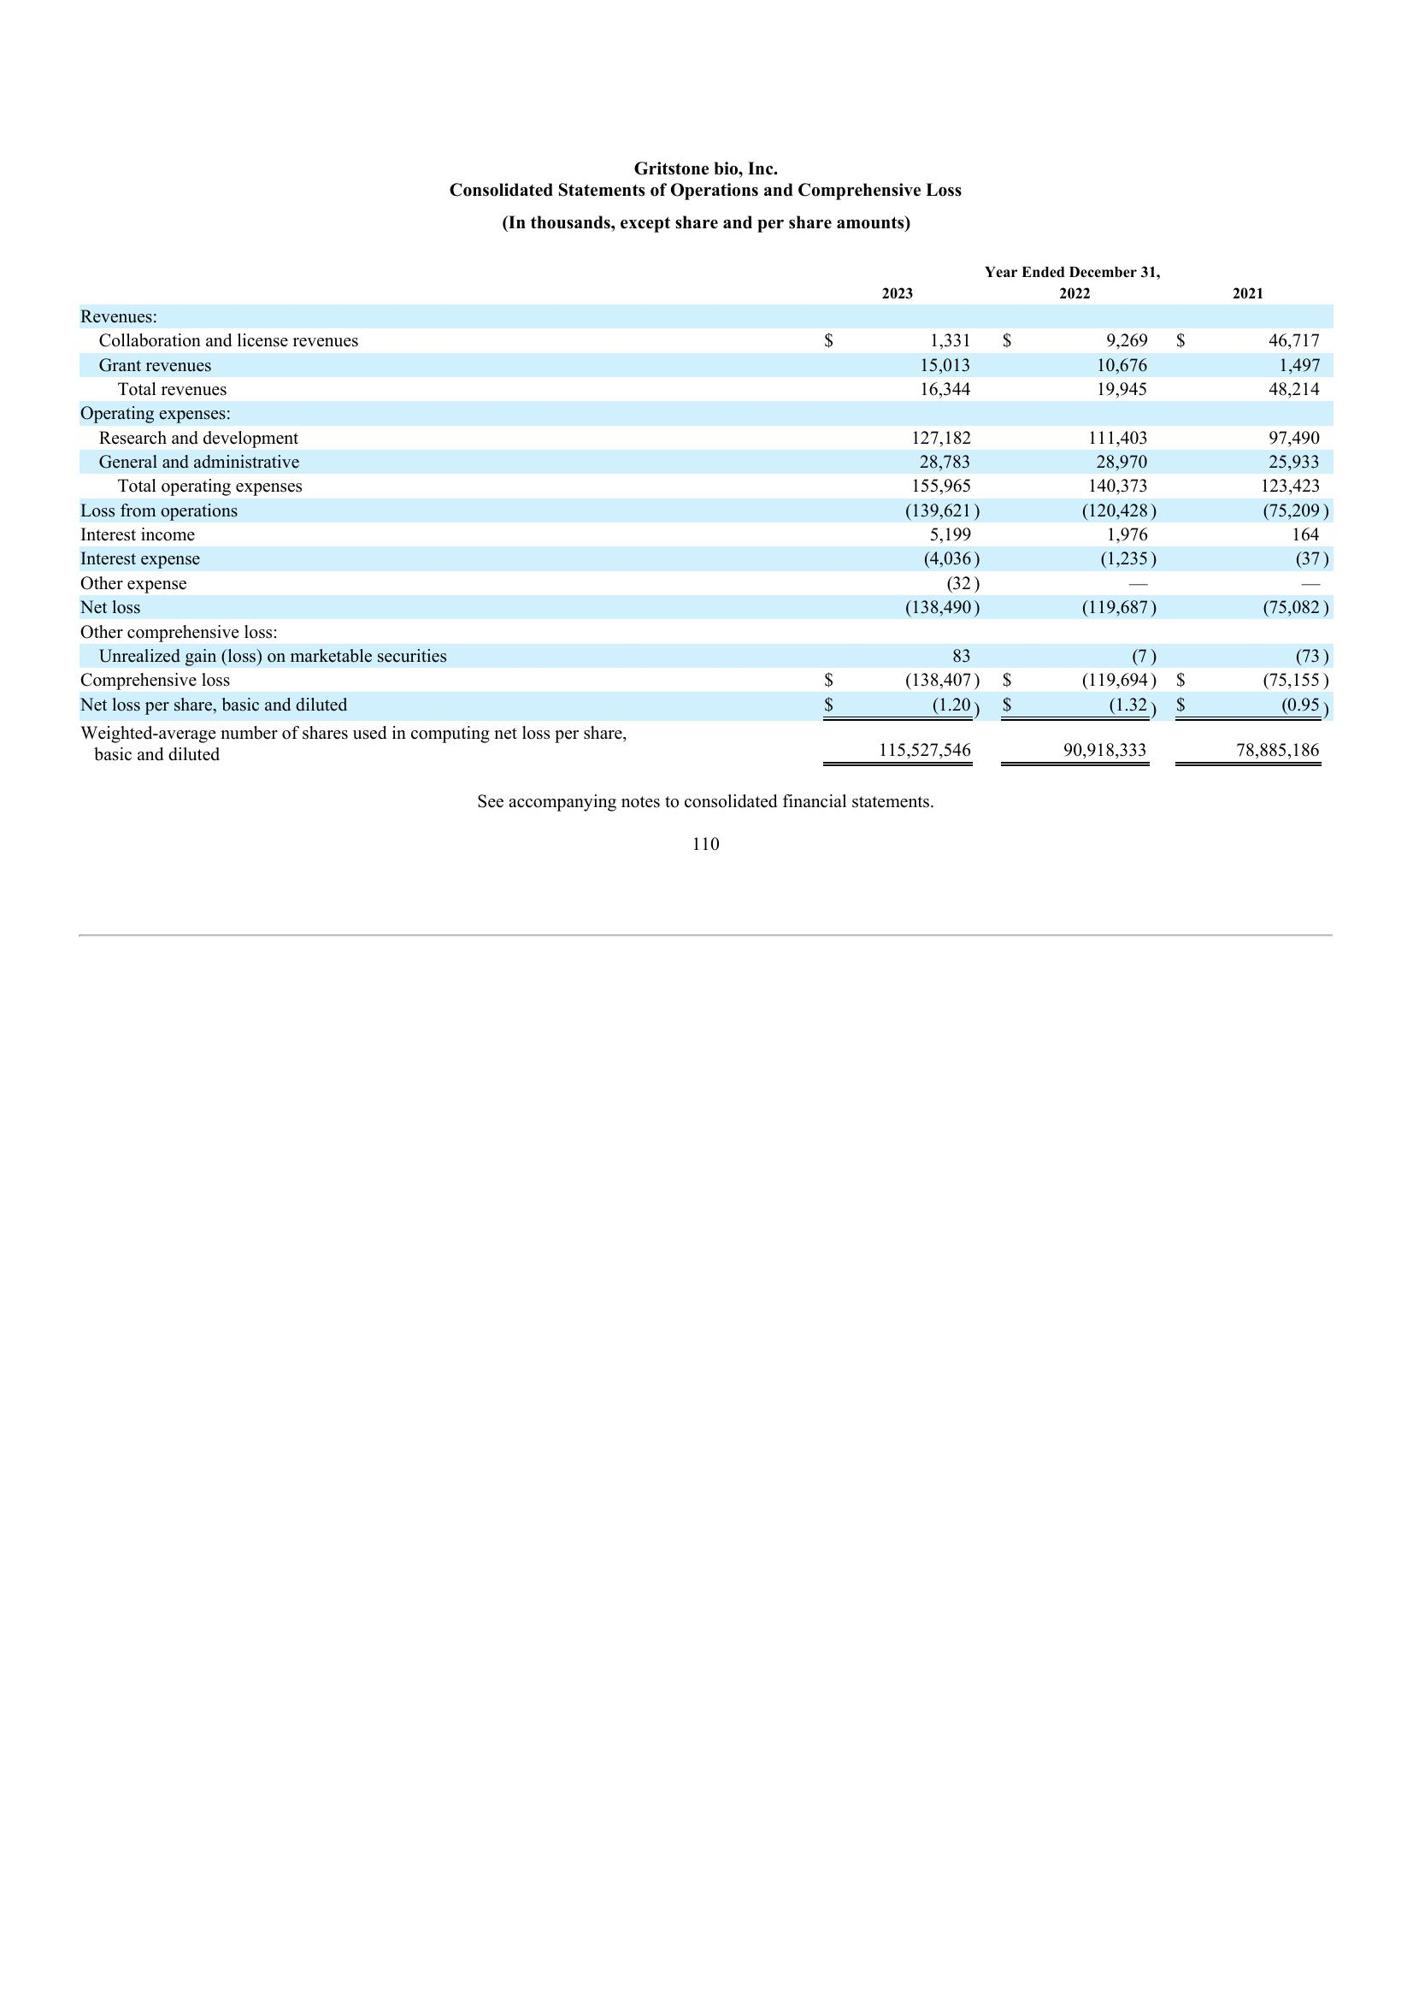 Gritstone bio, Inc.
Consolidated Statements of Operations and Comprehensive Loss
(In thousands, except share and per share amounts)
Year Ended December 31,
2023 2022 2021
Revenues:
Collaboration and license revenues $ 1,331 $ 9,269 $ 46,717
Grant revenues 15,013 10,676 1,497
Total revenues 16,344 19,945 48,214
Operating expenses:
Research and development 127,182 111,403 97,490
General and administrative 28,783 28,970 25,933
Total operating expenses 155,965 140,373 123,423
Loss from operations (139,621) (120,428) (75,209)
Interest income 5,199 1,976 164
Interest expense (4,036) (1,235) (37)
Other expense (32) — —
Net loss (138,490) (119,687) (75,082)
Other comprehensive loss:
Unrealized gain (loss) on marketable securities 83 (7) (73)
Comprehensive loss $ (138,407) $ (119,694) $ (75,155)
Net loss per share, basic and diluted $ (1.20) $ (1.32) $ (0.95)
Weighted-average number of shares used in computing net loss per share,
basic and diluted 115,527,546 90,918,333 78,885,186
See accompanying notes to consolidated financial statements.
110